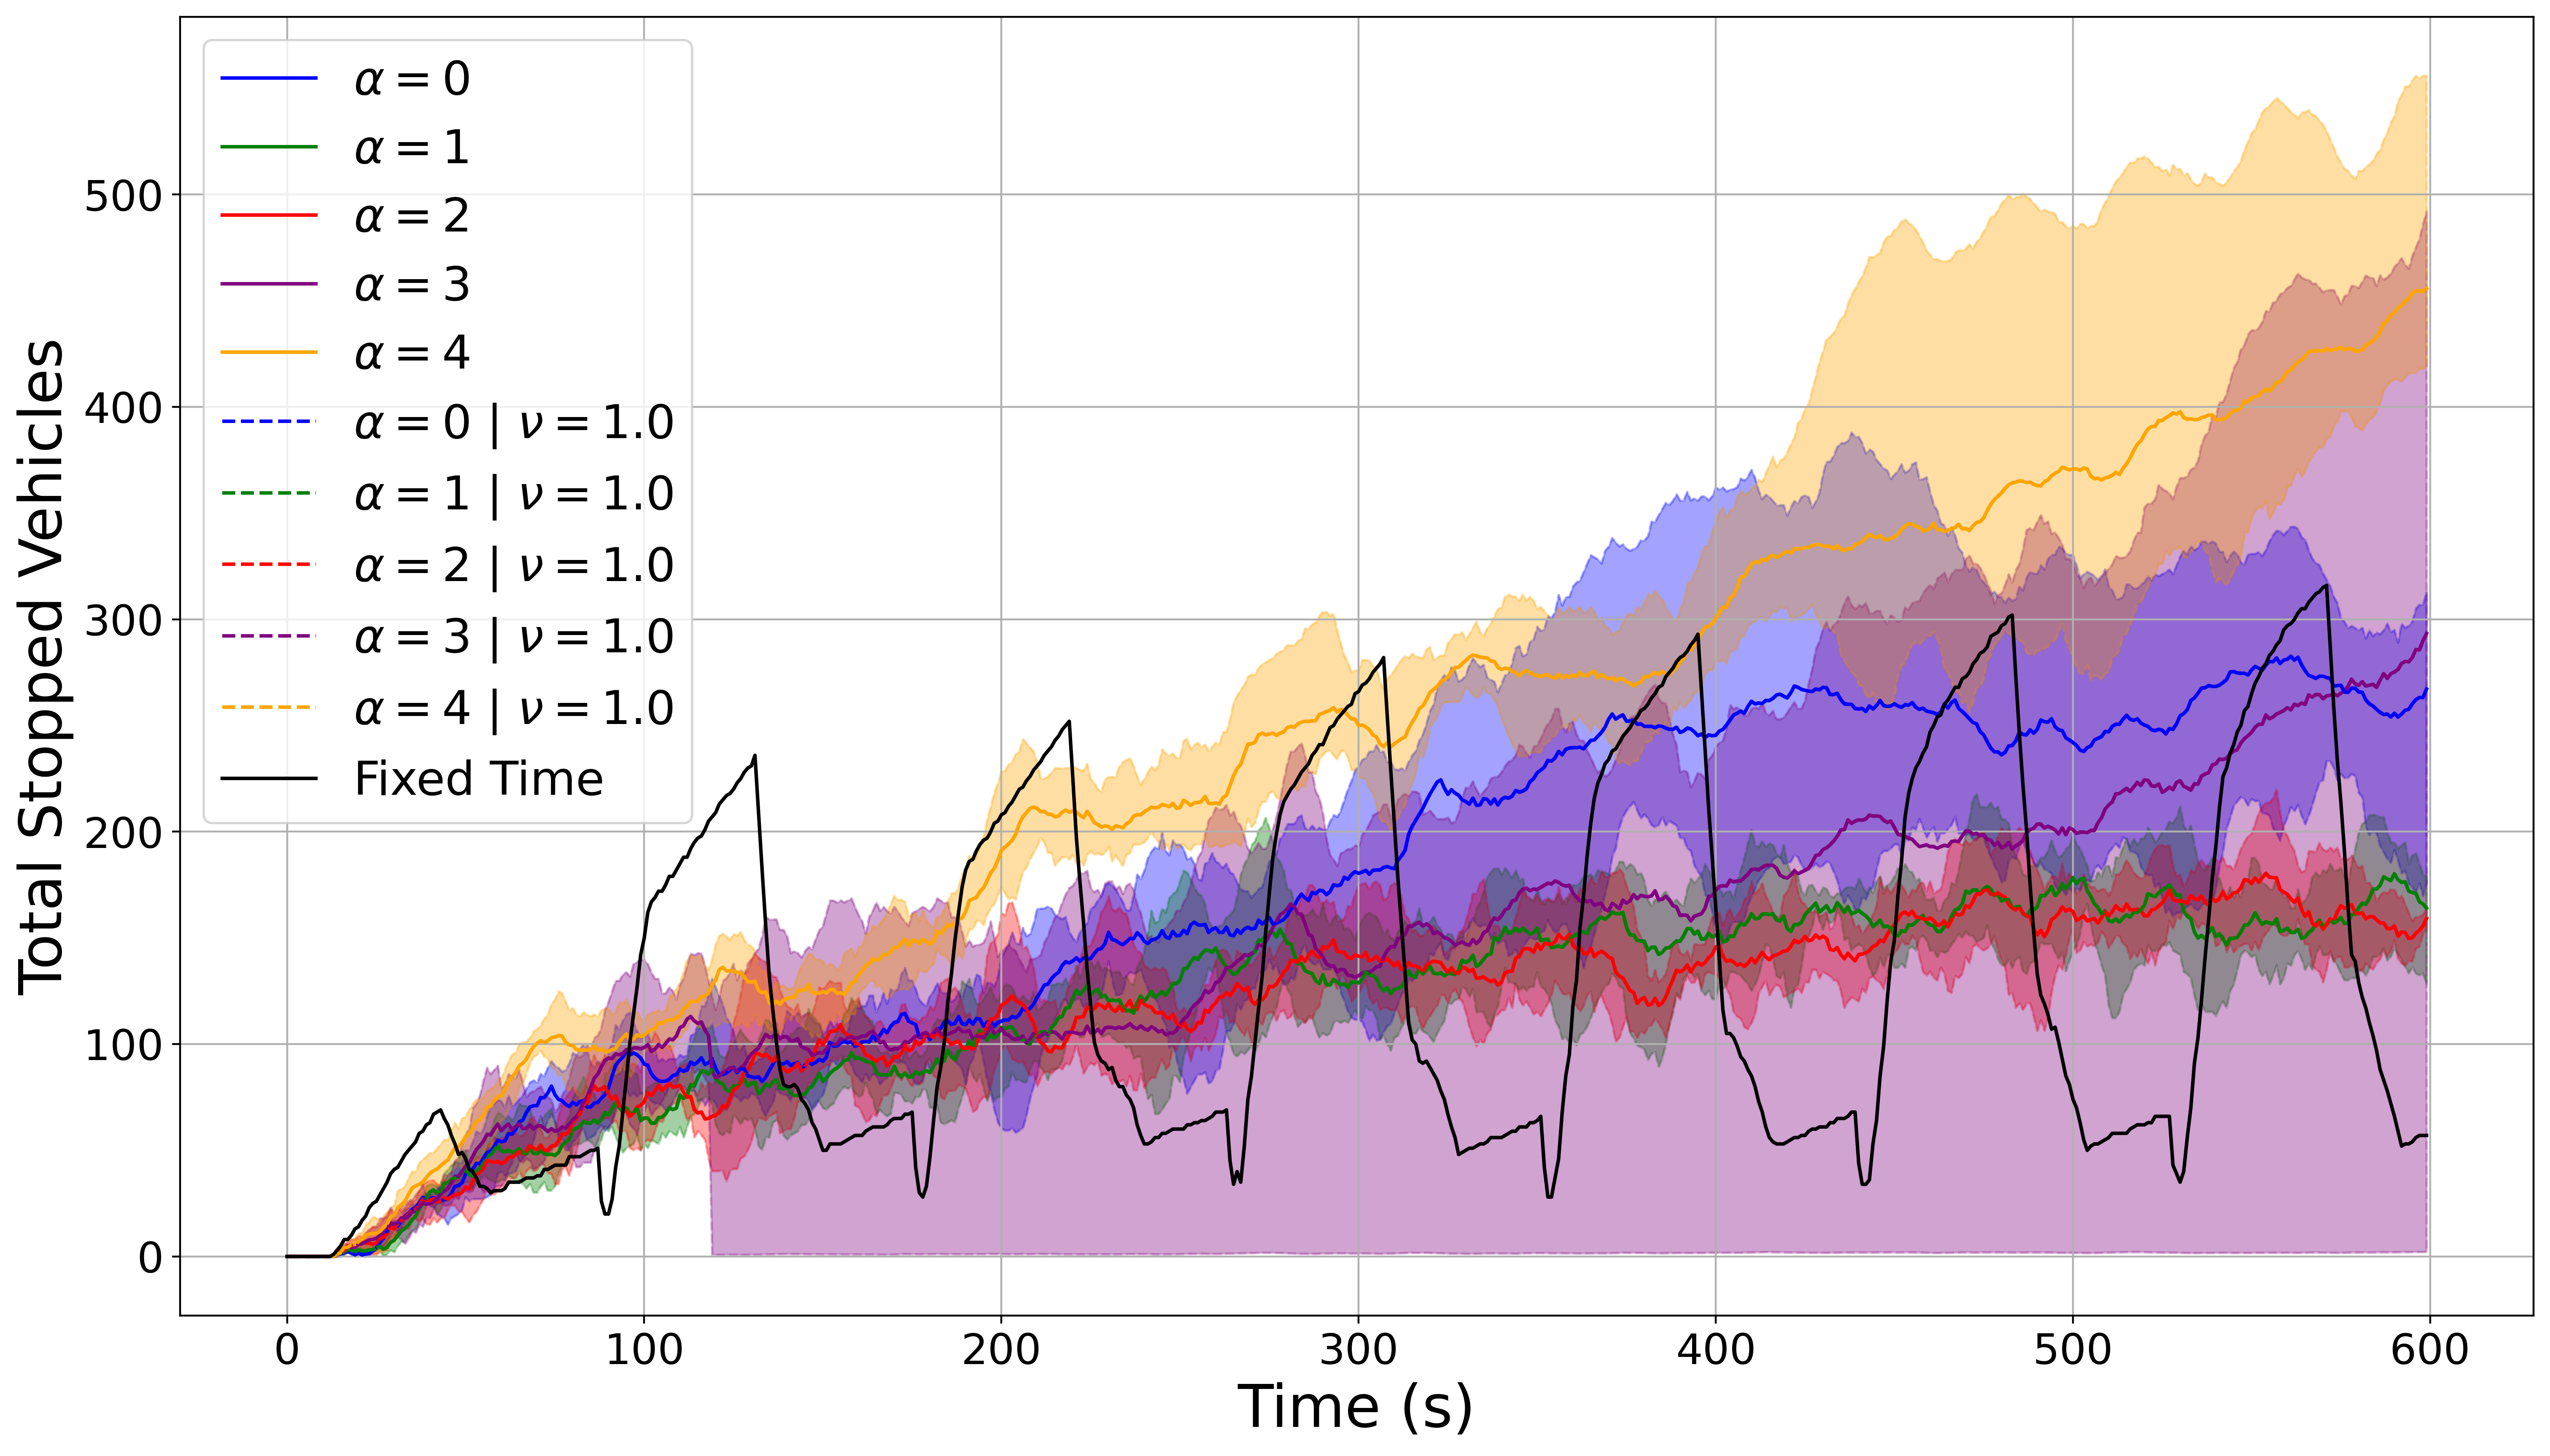 α = 0
α = 1
α = 2
α = 3
α = 4
α = 0 | ν = 1.0
α = 1 | ν = 1.0
α = 2 | ν = 1.0
α = 3 | ν = 1.0
α = 4 | ν = 1.0
Fixed Time
Total Stopped Vehicles
500
400
300
200
100
0
0 100 200 300 400 500 600
Time (s)